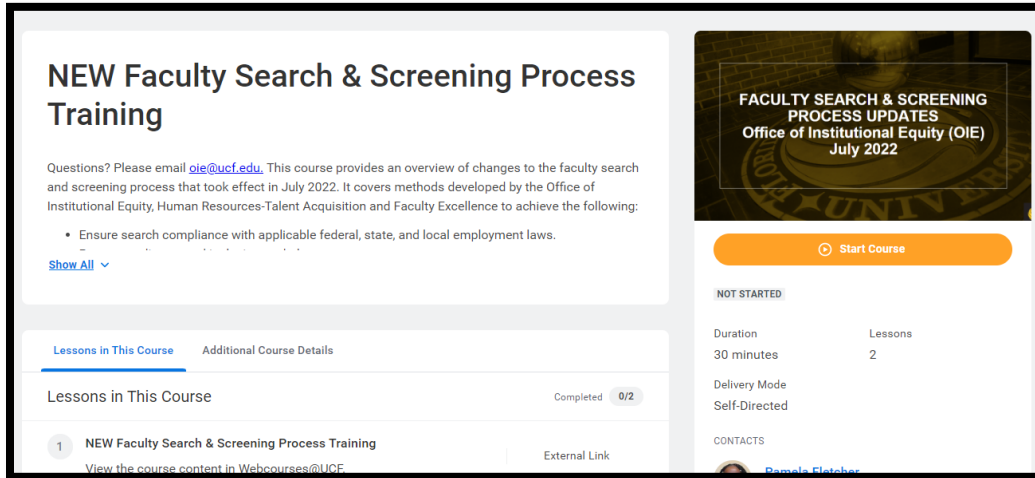 NEW Faculty Search & Screening Process
Training
Questions? Please email oie@ucf.edu. This course provides an overview of changes to the faculty search
and screening process that took effect in July 2022. It covers methods developed by the Office of
Institutional Equity, Human Resources-Talent Acquisition and Faculty Excellence to achieve the following:
• Ensure search compliance with applicable federal, state, and local employment laws.
Show All
Lessons in This Course
Additional Course Details
Lessons in This Course
Completed 0/2
1
NEW Faculty Search & Screening Process Training
View the course content in Webcourses@UCF.
External Link
FACULTY SEARCH & SCREENING
PROCESS UPDATES
Office of Institutional Equity (OIE)
July 2022
UNIV
Start Course
NOT STARTED
Duration
30 minutes
Lessons
2
Delivery Mode
Self-Directed
CONTACTS
Pamela Fletcher